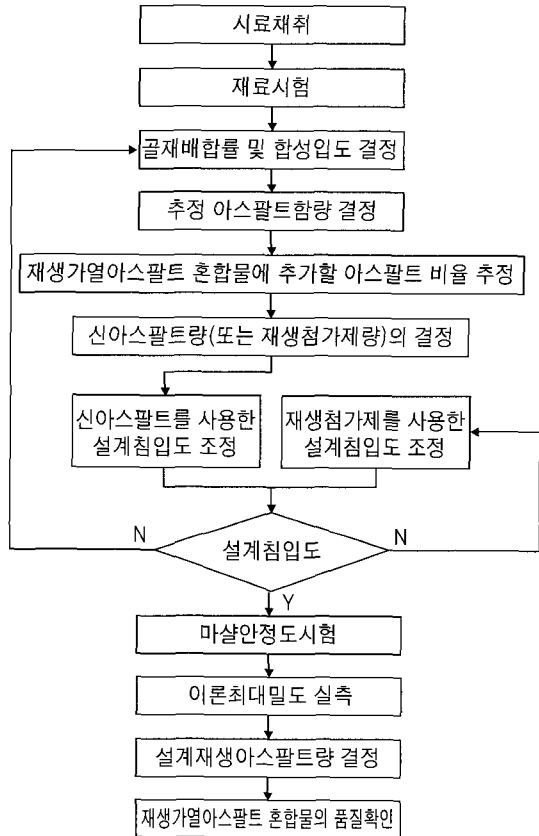 시료채취
재료시험
골재배합률 및 합성입도 결정
추정 아스팔트함량 결정
재생가열아스팔트 혼합물에 추가할 아스팔트 비율 추정
신아스팔트량(또는 재생첨가제량)의 결정
신아스팔트를 사용한
설계침입도 조정
재생첨가제를 사용한
설계침입도 조정
N
설계침입도
N
Y
마샬안정도시험
이론최대밀도 실측
설계재생아스팔트량 결정
재생가열아스팔트 혼합물의 품질확인